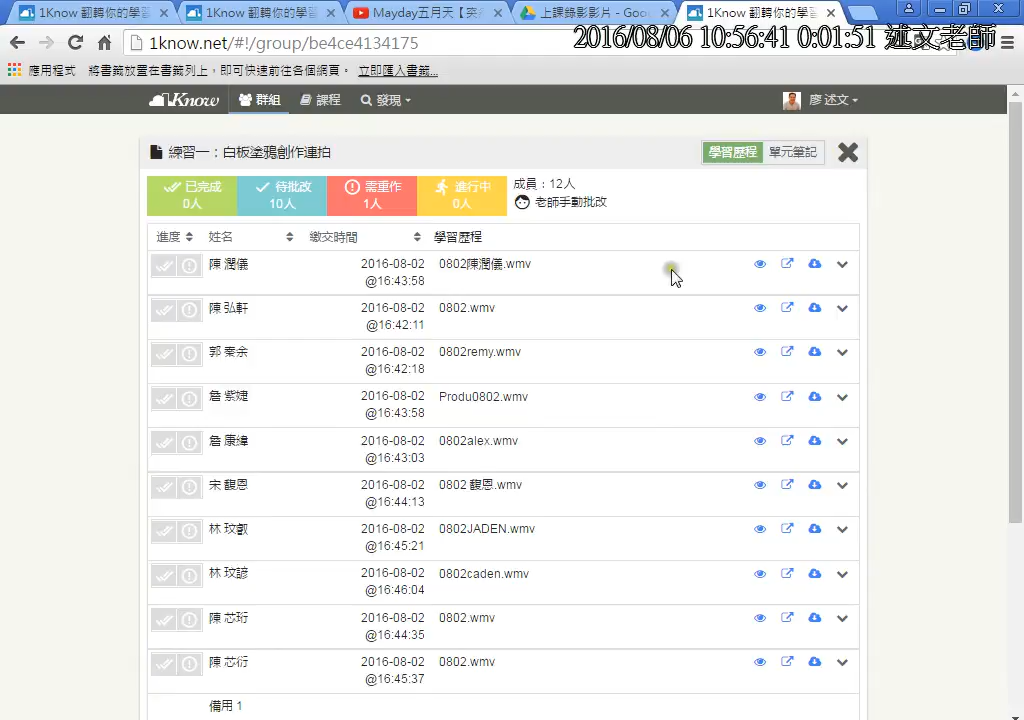 1Know 翻轉你的學習
1Know 翻轉你的學
Mayday五月天【突
上課錄影影片 - Goo
1Know 翻轉你的學
1know.net/#!/group/be4ce4134175
2016/08/06 10:56:41 0:01:51 述文老師
應用程式 將書籤放置在書籤列上，即可快速前往各個網頁。 立即匯入書籤...
1Know 群組 課程 發現 廖 述文
練習一：白板塗鴉創作連拍 學習歷程 單元筆記
已完成 待批改 需重作 進行中 成員：12人
0人 10人 1人 0人 老師手動批改
進度 姓名 繳交時間 學習歷程
陳 潤儀 2016-08-02 0802陳潤儀.wmv
@16:43:58
陳 弘軒 2016-08-02 0802.wmv
@16:42:11
郭 秦余 2016-08-02 0802remy.wmv
@16:42:18
詹 紫婕 2016-08-02 Produ0802.wmv
@16:43:58
詹 康緯 2016-08-02 0802alex.wmv
@16:43:03
宋 馥恩 2016-08-02 0802 馥恩.wmv
@16:44:13
林 玟叡 2016-08-02 0802JADEN.wmv
@16:45:21
林 玟諺 2016-08-02 0802caden.wmv
@16:46:04
陳 芯珩 2016-08-02 0802.wmv
@16:44:35
陳 芯衍 2016-08-02 0802.wmv
@16:45:37
備用 1